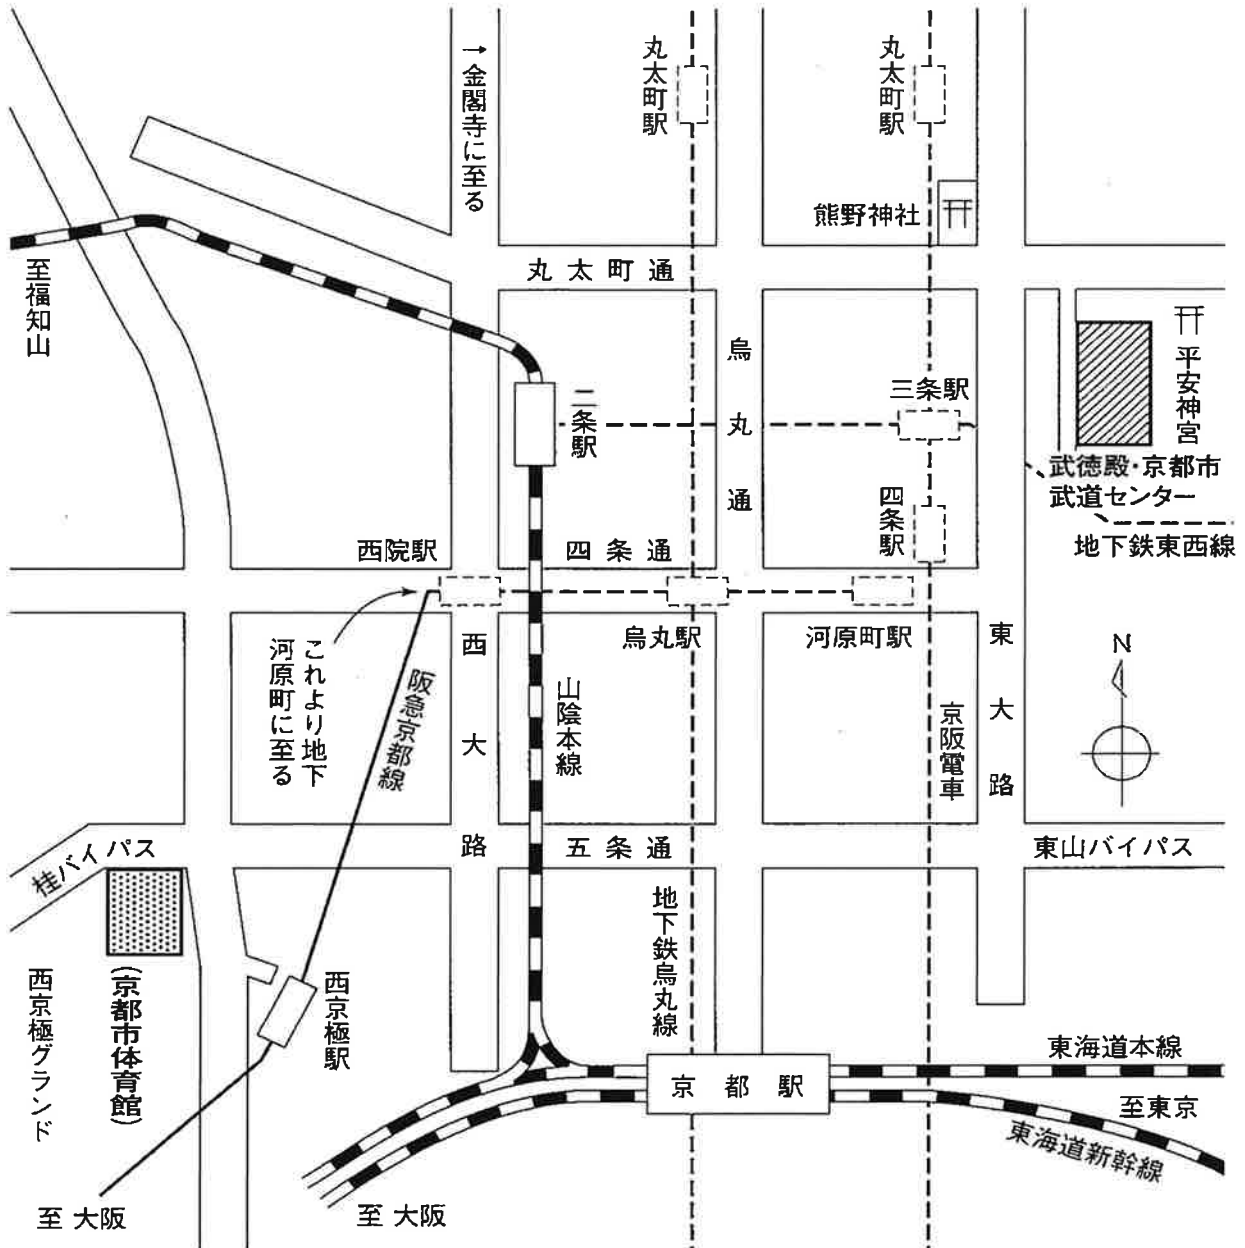 →金閣寺に至る
丸太町駅
丸太町駅
熊野神社
丸太町通
至福知山
烏丸通
二条駅
三条駅
平安神宮
武徳殿・京都市
武道センター
四条駅
地下鉄東西線
西院駅
四条通
烏丸駅
河原町駅
これより地下
河原町に至る
阪急京都線
西大路
山陰本線
京阪電車
東大路
N
桂バイパス
五条通
東山バイパス
西京極グランド
(京都市体育館)
西京極駅
地下鉄烏丸線
京都駅
東海道本線
至東京
東海道新幹線
至 大阪
至 大阪